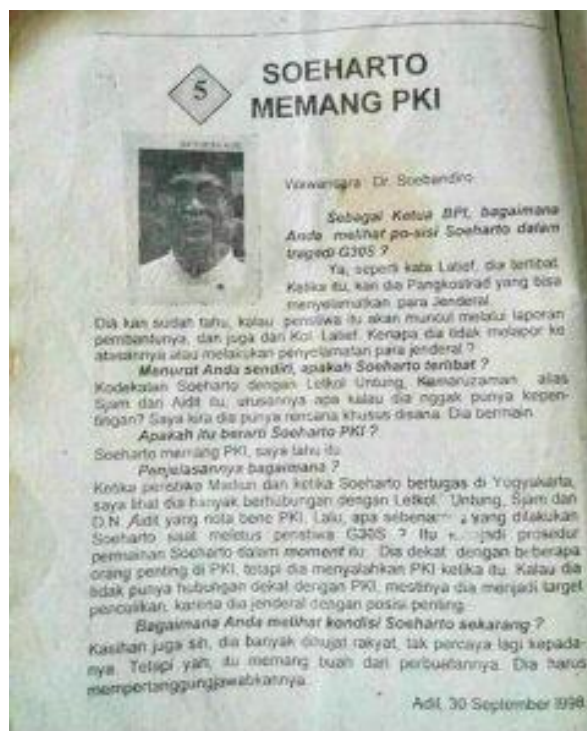 5
SOEHARTO
MEMANG PKI
Wawancara Dr. Soebandiro
Sebagai Ketua BPI, bagaimana
Anda melihat po-sisi Soeharto dalam
tragedi G30S ?
Ya, seperti kata Latief, dia terlibat.
Ketika itu, kan dia Pangkostrad yang bisa
menyelamatkan para Jenderal.
Dia kan sudah tahu, kalau peristiwa itu akan muncul melalui laporan
pembantunya, dan juga dari Kol. Latief. Kenapa dia tidak melapor ke
atasannya atau melakukan penyelamatan para jenderal ?
Menurut Anda sendiri, apakah Soeharto terlibat ?
Kedekatan Soeharto dengan Letkol Untung, Kamaruzaman alias
Sjam dan Aidit itu, urusannya apa kalau dia nggak punya kepen-
tingan? Saya kira dia punya rencana khusus disana. Dia bermain.
Apakah itu berarti Soeharto PKI ?
Soeharto memang PKI, saya tahu itu.
Penjelasannya bagaimana ?
Ketika peristiwa Madiun dan ketika Soeharto bertugas di Yogyakarta,
saya lihat dia banyak berhubungan dengan Letkol. Untung, Sjam dan
D.N. Aidit yang nota bene PKI. Lalu, apa yang dilakukan
Soeharto saat meletus peristiwa G30S ? Itu prosedur
permainan Soeharto dalam moment itu. Dia dekat dengan beberapa
orang penting di PKI, tetapi dia menyalahkan PKI ketika itu. Kalau dia
tidak punya hubungan dekat dengan PKI, mestinya dia menjadi target
penculikan, karena dia jenderal dengan posisi penting.
Bagaimana Anda melihat kondisi Soeharto sekarang ?
Kasihan juga sih, dia banyak dihujat rakyat, tak percaya lagi kepada-
nya. Tetapi yah, itu memang buah dari perbuatannya. Dia harus
mempertanggungjawabkannya.
Adil, 30 September 1998